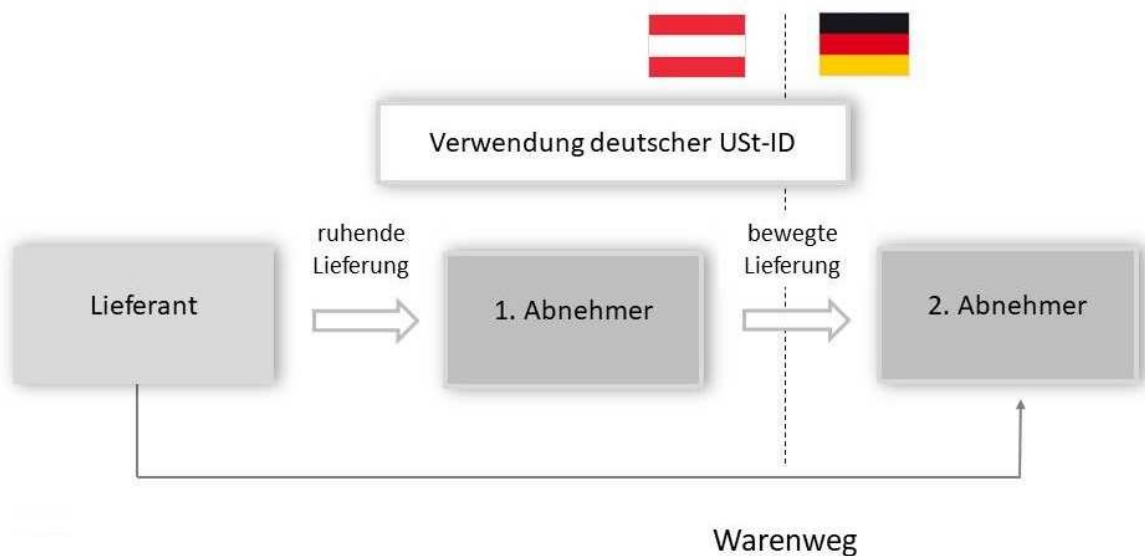 Verwendung deutscher USt-ID
ruhende
Lieferung
bewegte
Lieferung
Lieferant
1. Abnehmer
2. Abnehmer
Warenweg